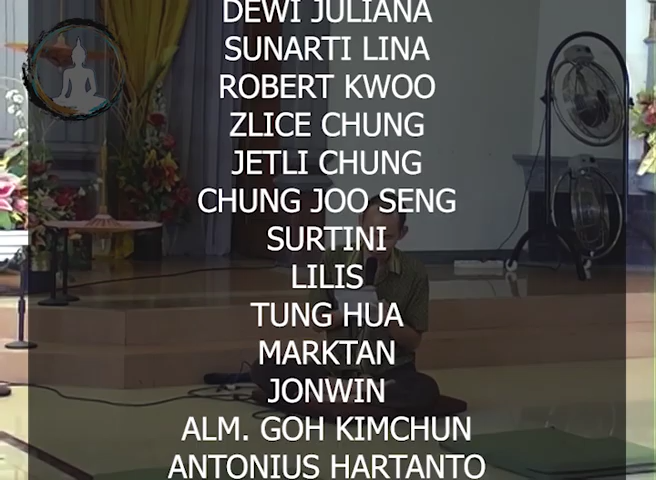 DEWI JULIANA
SUNARTI LINA
ROBERT KWOO
ZLICE CHUNG
JETLI CHUNG
CHUNG JOO SENG
SURTINI
LILIS
TUNG HUA
MARKTAN
JONWIN
ALM. GOH KIMCHUN
ANTONIUS HARTANTO